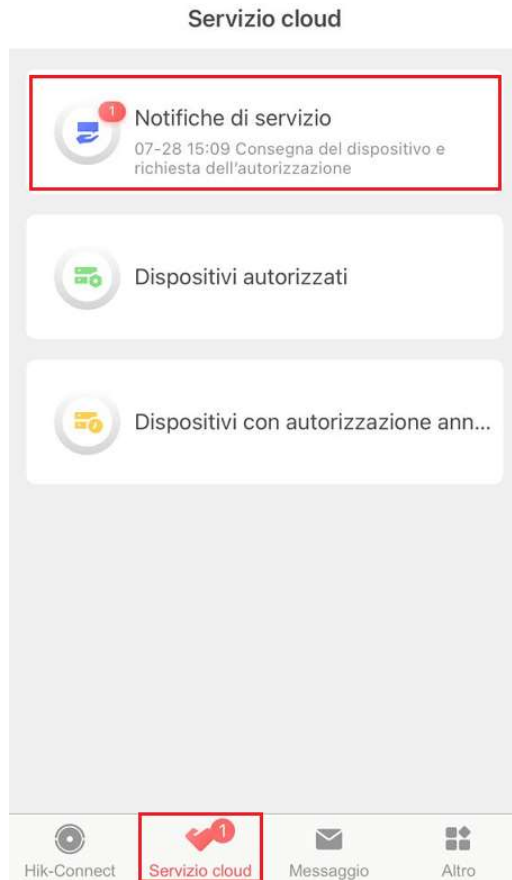 Servizio cloud
1
Notifiche di servizio
07-28 15:09 Consegna del dispositivo e
richiesta dell'autorizzazione
Dispositivi autorizzati
Dispositivi con autorizzazione ann...
1
Hik-Connect
Servizio cloud
Messaggio
Altro